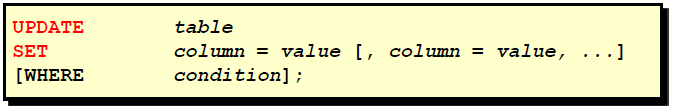 UPDATE table
SET column = value [, column = value, ...]
[WHERE condition];